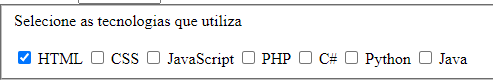 Selecione as tecnologias que utiliza
HTML CSS JavaScript PHP C# Python Java